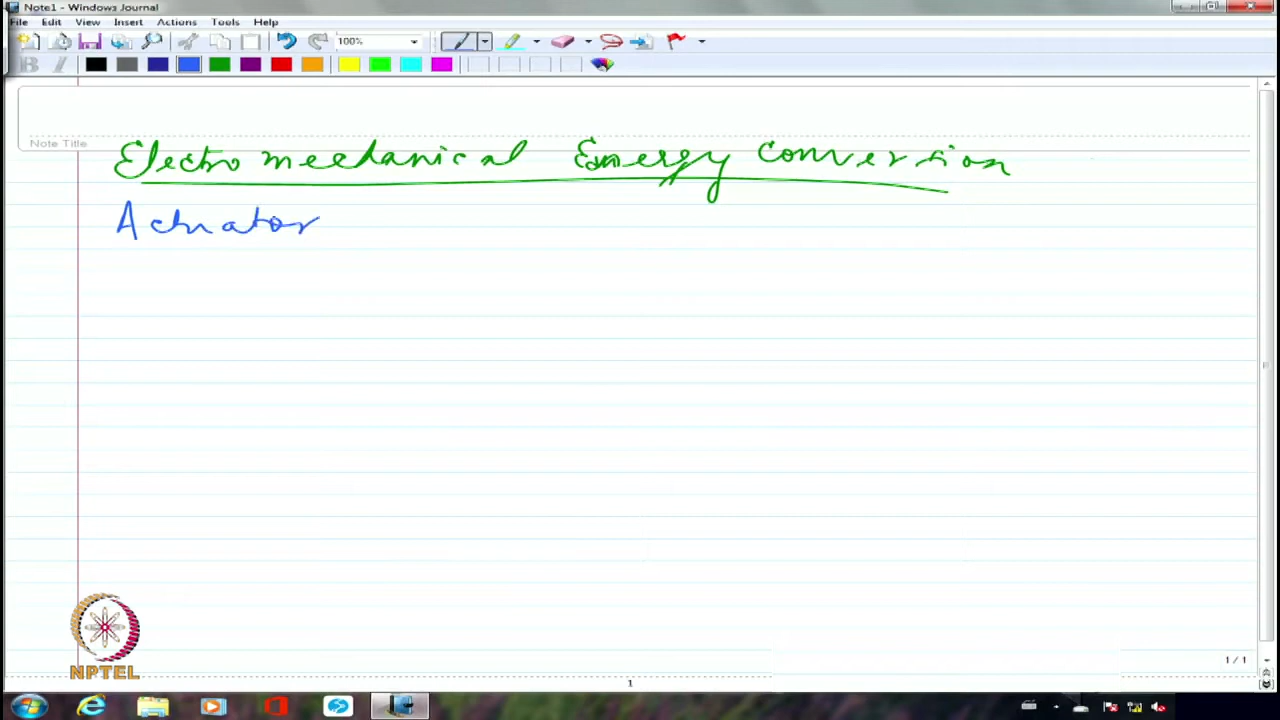 Note1 - Windows Journal
File Edit View Insert Actions Tools Help
100%
B I
Note Title
Electro mechanical Energy conversion
Actuator
NPTEL
1 / 1
1